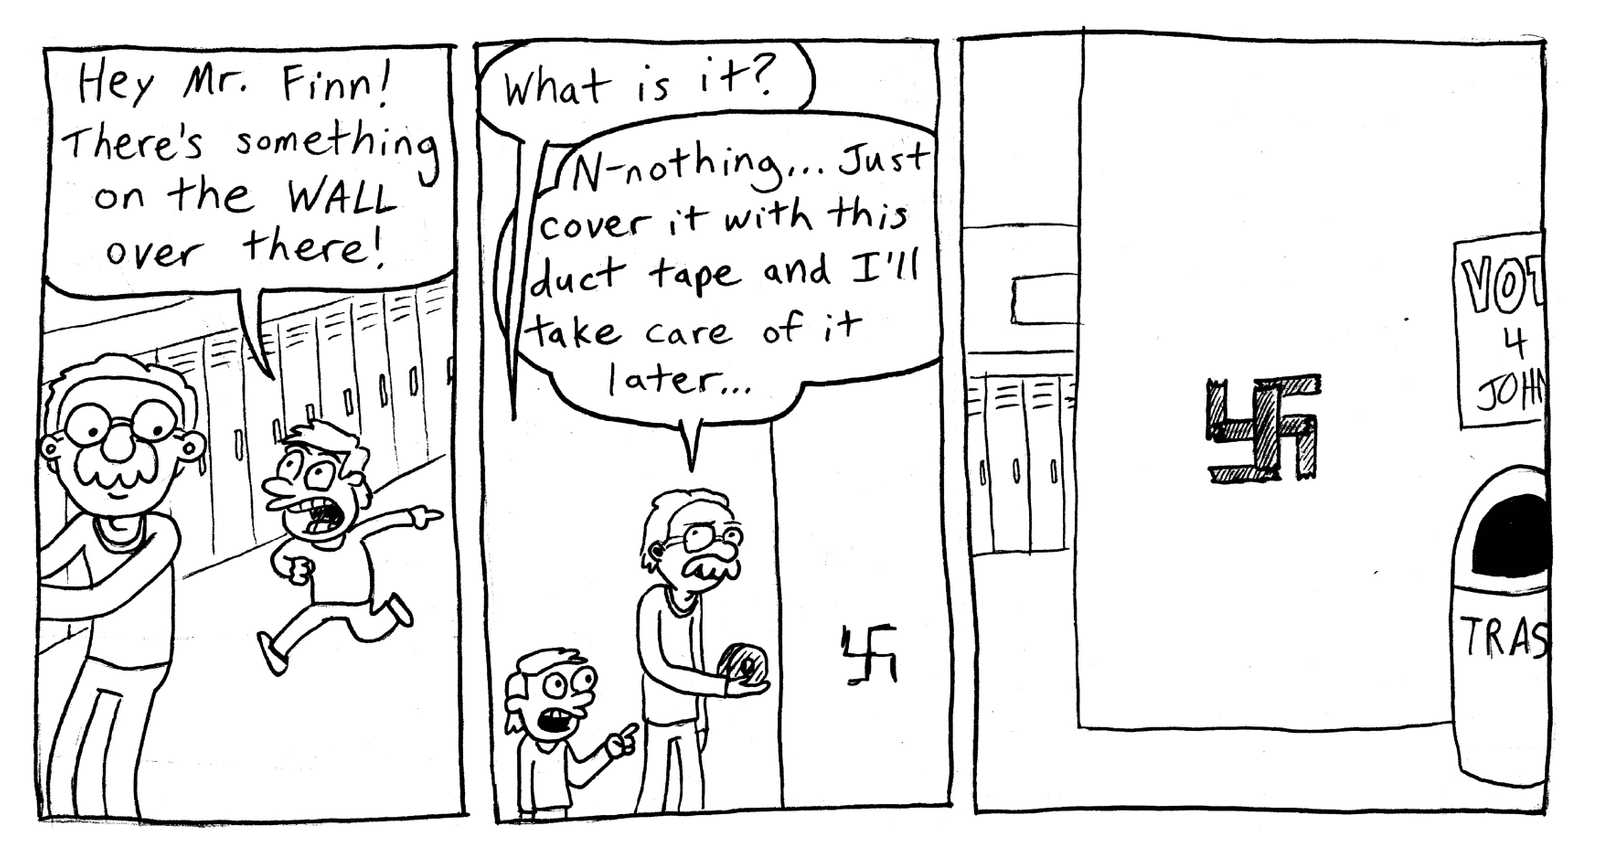 Hey Mr. Finn!
There's something
on the WALL
over there!
What is it?
N-nothing... Just
cover it with this
duct tape and I'll
take care of it
later...
VOT
4
JOHN
TRAS